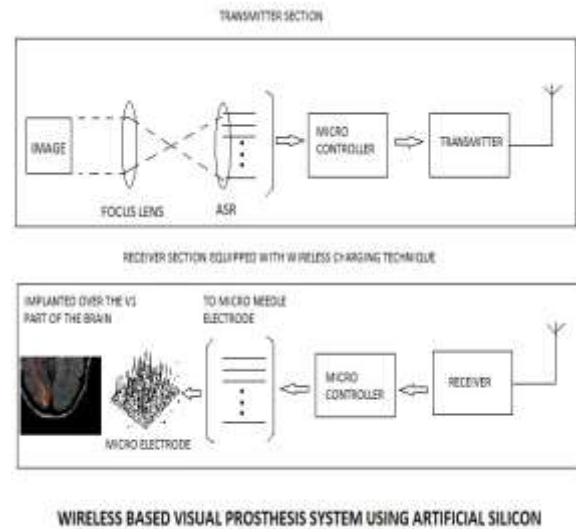 TRANSMITTER SECTION
IMAGE
FOCUS LENS
ASR
MICRO
CONTROLLER
TRANSMITTER
RECEIVER SECTION EQUIPPED WITH WIRELESS CHARGING TECHNIQUE
IMPLANTED OVER THE V1
PART OF THE BRAIN
MICRO ELECTRODE
TO MICRO NEEDLE
ELECTRODE
MICRO
CONTROLLER
RECEIVER
WIRELESS BASED VISUAL PROSTHESIS SYSTEM USING ARTIFICIAL SILICON